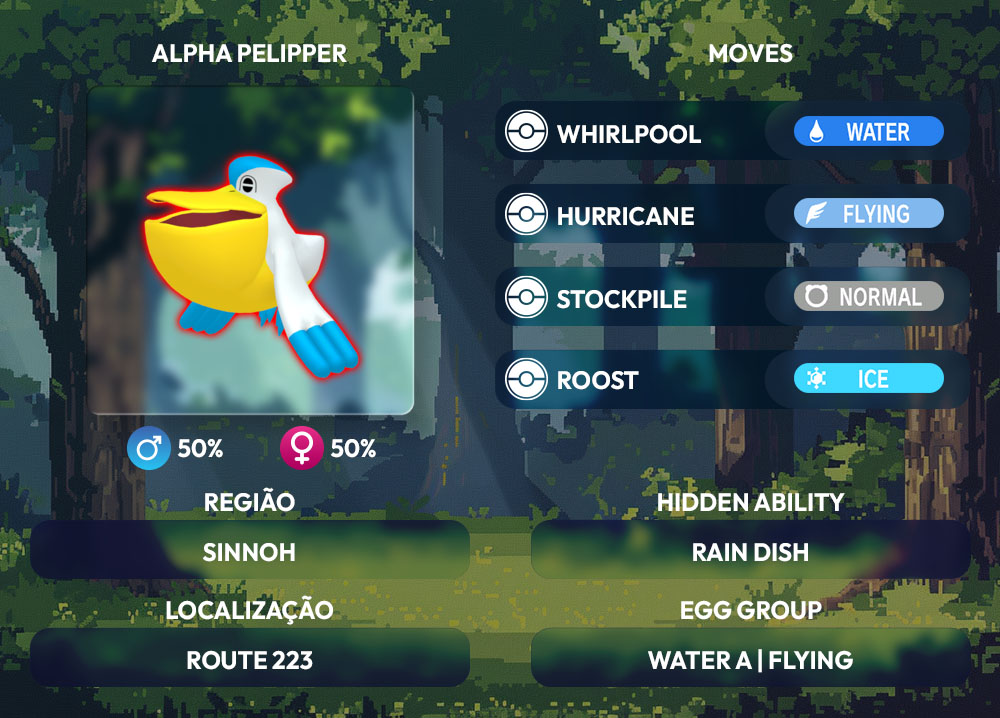 ALPHA PELIPPER
50%
50%
REGIÃO
SINNOH
LOCALIZAÇÃO
ROUTE 223
MOVES
WHIRLPOOL WATER
HURRICANE FLYING
STOCKPILE NORMAL
ROOST ICE
HIDDEN ABILITY
RAIN DISH
EGG GROUP
WATER A | FLYING